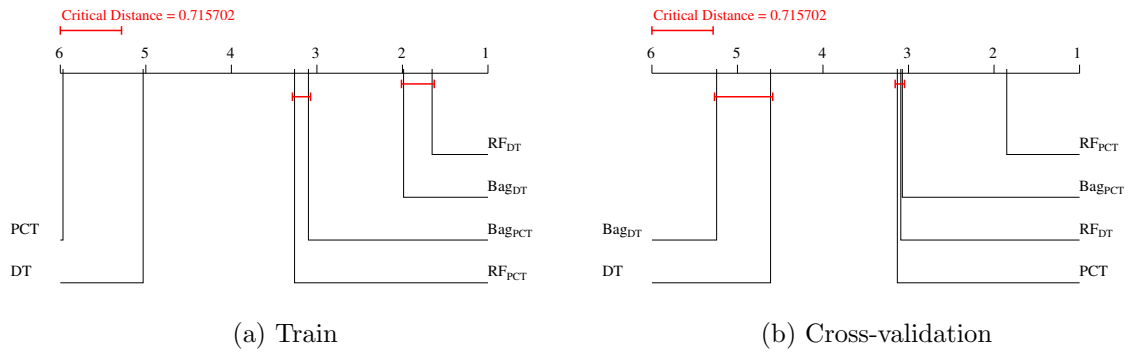 Critical Distance = 0.715702
6 5 4 3 2 1
RF_DT
Bag_DT
PCT Bag_PCT
DT RF_PCT
(a) Train
Critical Distance = 0.715702
6 5 4 3 2 1
RF_PCT
Bag_PCT
Bag_DT RF_DT
DT PCT
(b) Cross-validation